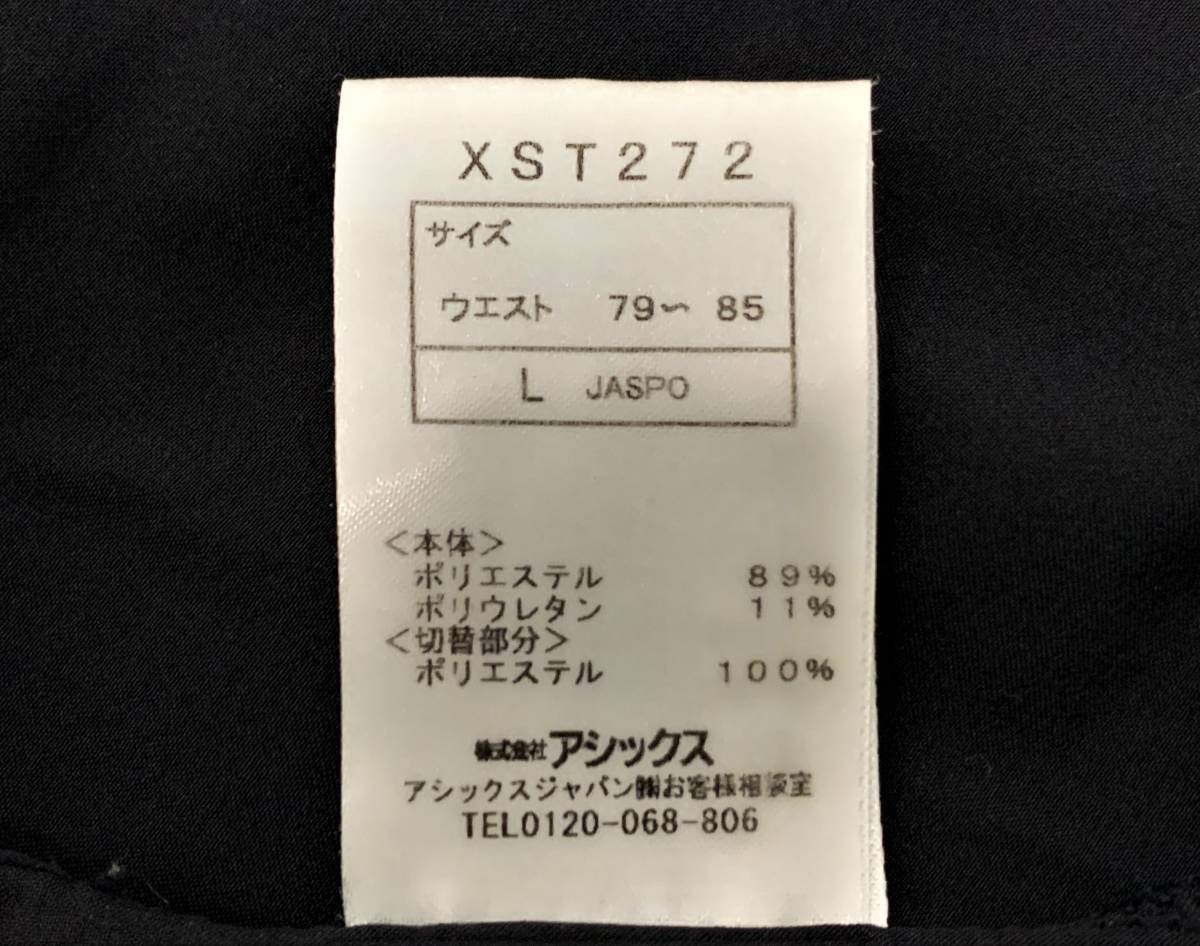 XST272
サイズ
ウエスト 79〜 85
L JASPO
<本体>
ポリエステル 89%
ポリウレタン 11%
<切替部分>
ポリエステル 100%
株式会社アシックス
アシックスジャパン㈱お客様相談室
TEL0120-068-806